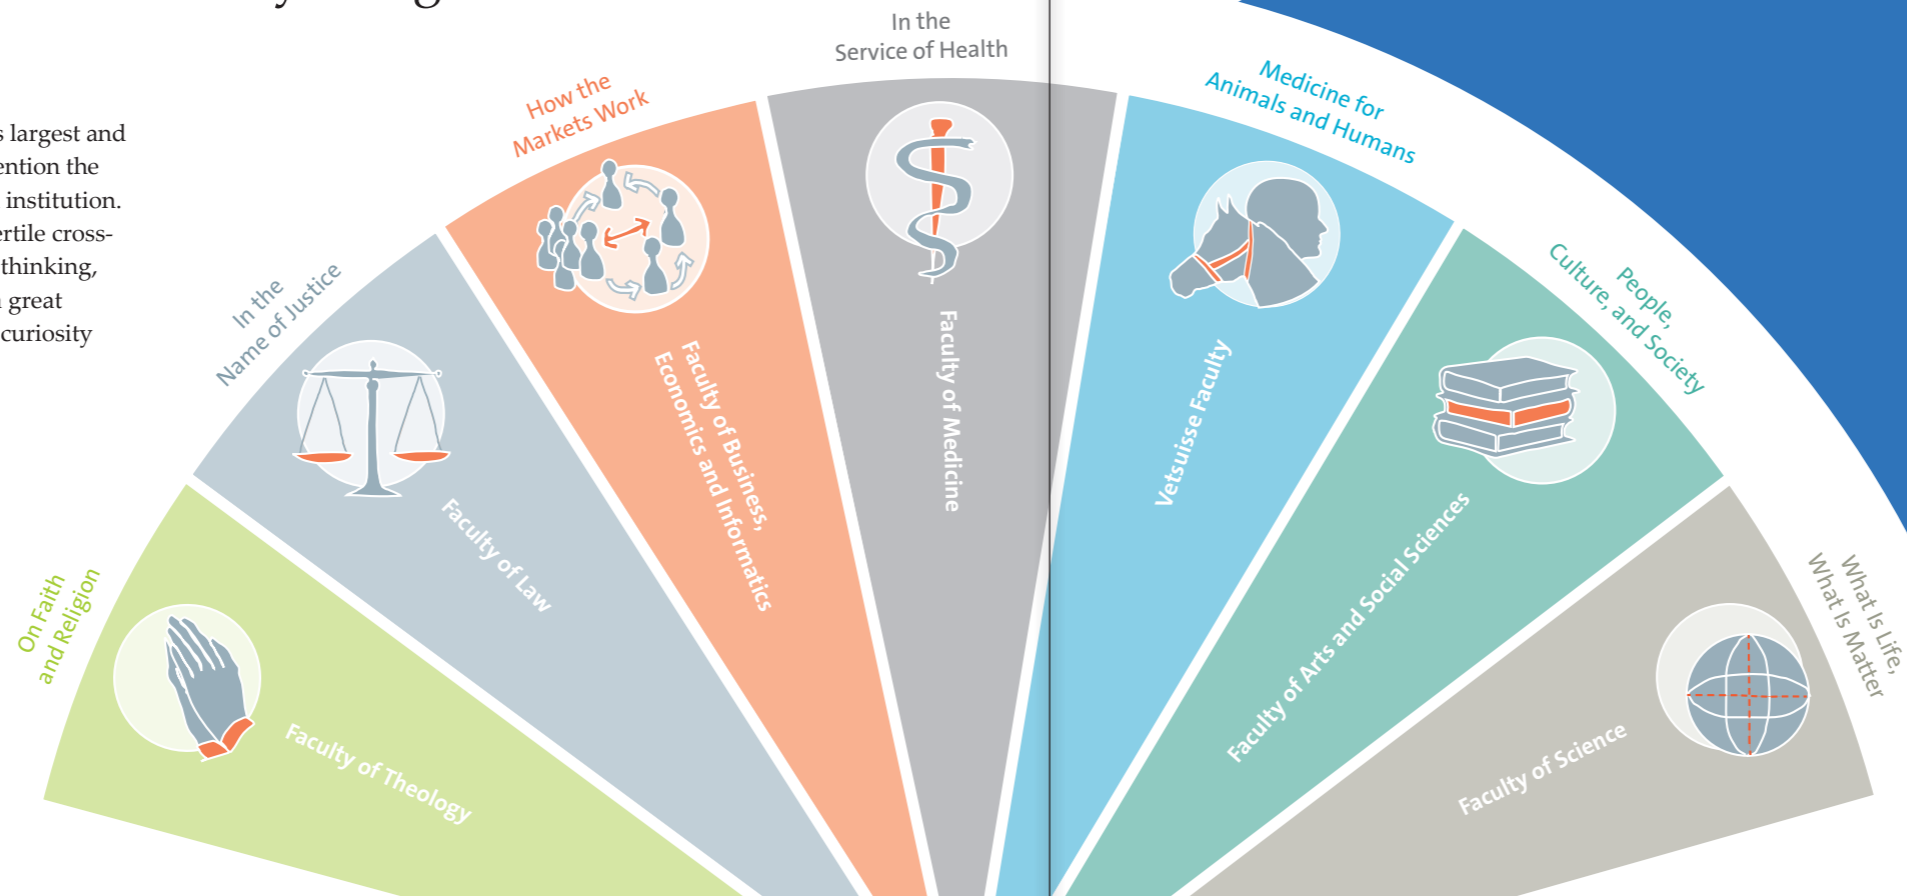 s largest and
ention the
institution.
ertile cross-
thinking,
great
curiosity
On Faith
and Religion
Faculty of Theology
In the
Name of Justice
Faculty of Law
How the
Markets Work
Faculty of Business,
Economics and Informatics
In the
Service of Health
Faculty of Medicine
Medicine for
Animals and Humans
Vetsuisse Faculty
People,
Culture, and Society
Faculty of Arts and Social Sciences
What Is Life,
What Is Matter
Faculty of Science